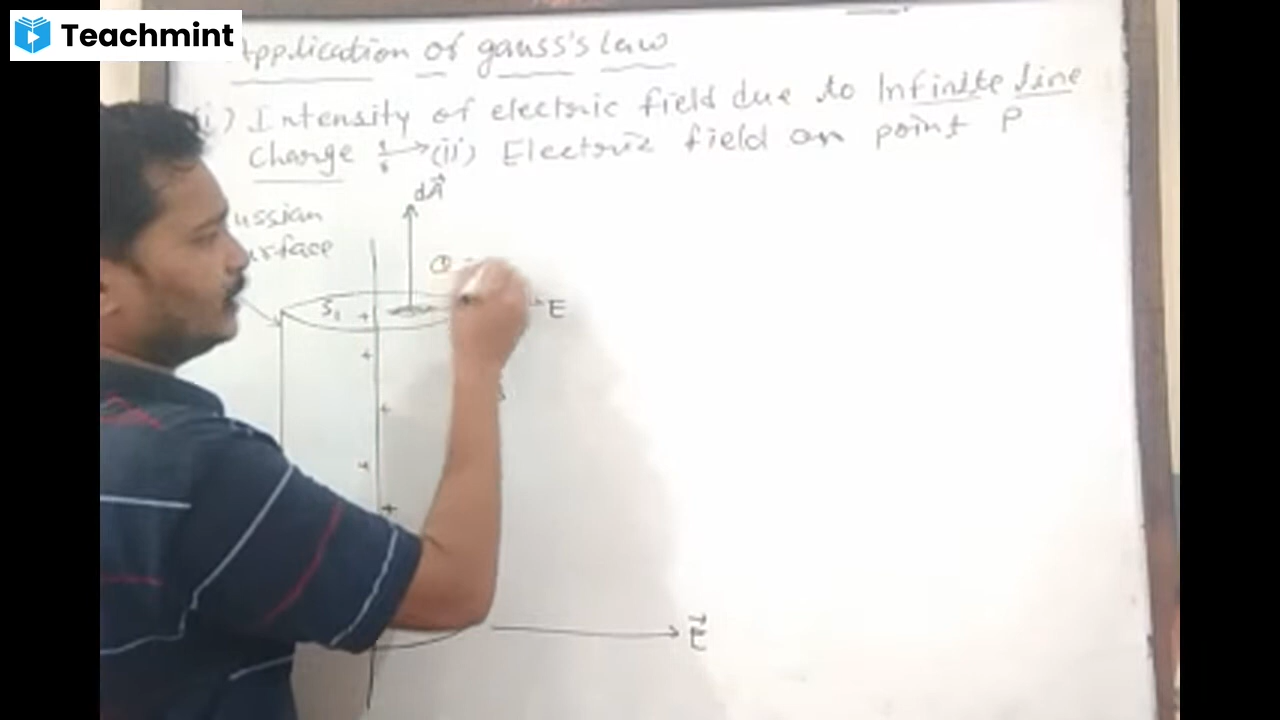 Teachmint
Application of gauss's law
(i) Intensity of electric field due to Infinite line
Charge (ii) Electric field on point P
dA
ussian
urface
S1
E
+
+
+
+
+
E